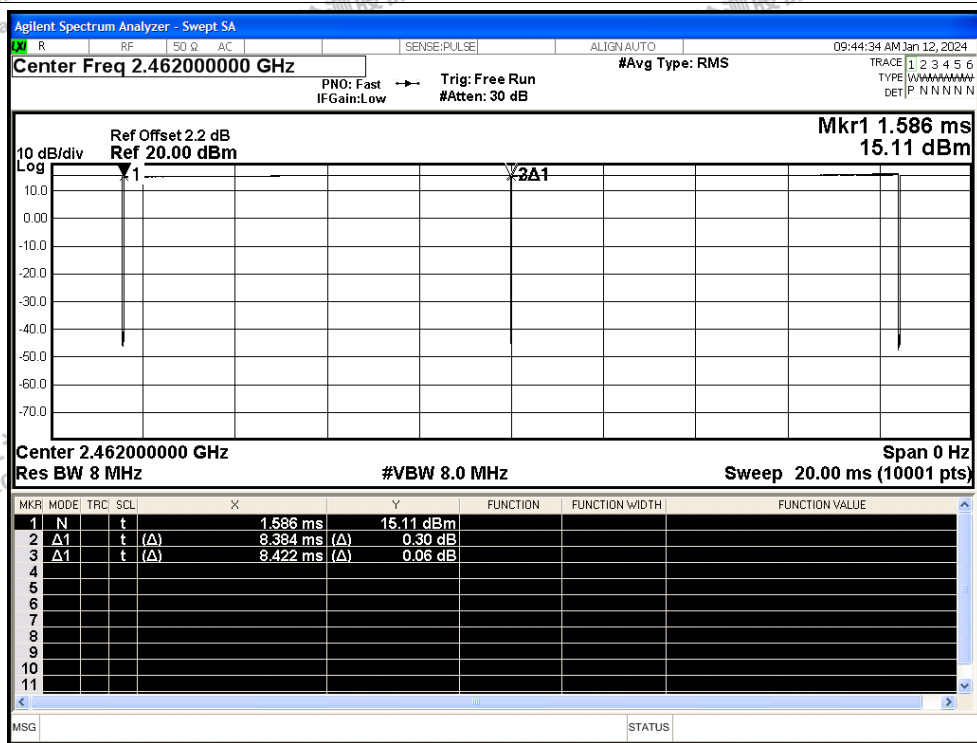 Agilent Spectrum Analyzer - Swept SA
LXI R RF 50 Ω AC SENSE:PULSE ALIGN AUTO 09:44:34 AM Jan 12, 2024
Center Freq 2.462000000 GHz #Avg Type: RMS TRACE 1 2 3 4 5 6
PNO: Fast Trig: Free Run TYPE WWWWWW
IFGain:Low #Atten: 30 dB DET P N N N N N
Mkr1 1.586 ms
Ref Offset 2.2 dB
10 dB/div Ref 20.00 dBm 15.11 dBm
Log
1 3Δ1
10.0
0.00
-10.0
-20.0
-30.0
-40.0
-50.0
-60.0
-70.0
Center 2.462000000 GHz Span 0 Hz
Res BW 8 MHz #VBW 8.0 MHz Sweep 20.00 ms (10001 pts)
MKR MODE TRC SCL X Y FUNCTION FUNCTION WIDTH FUNCTION VALUE
1 N t 1.586 ms 15.11 dBm
2 Δ1 t (Δ) 8.384 ms (Δ) 0.30 dB
3 Δ1 t (Δ) 8.422 ms (Δ) 0.06 dB
4
5
6
7
8
9
10
11
MSG STATUS